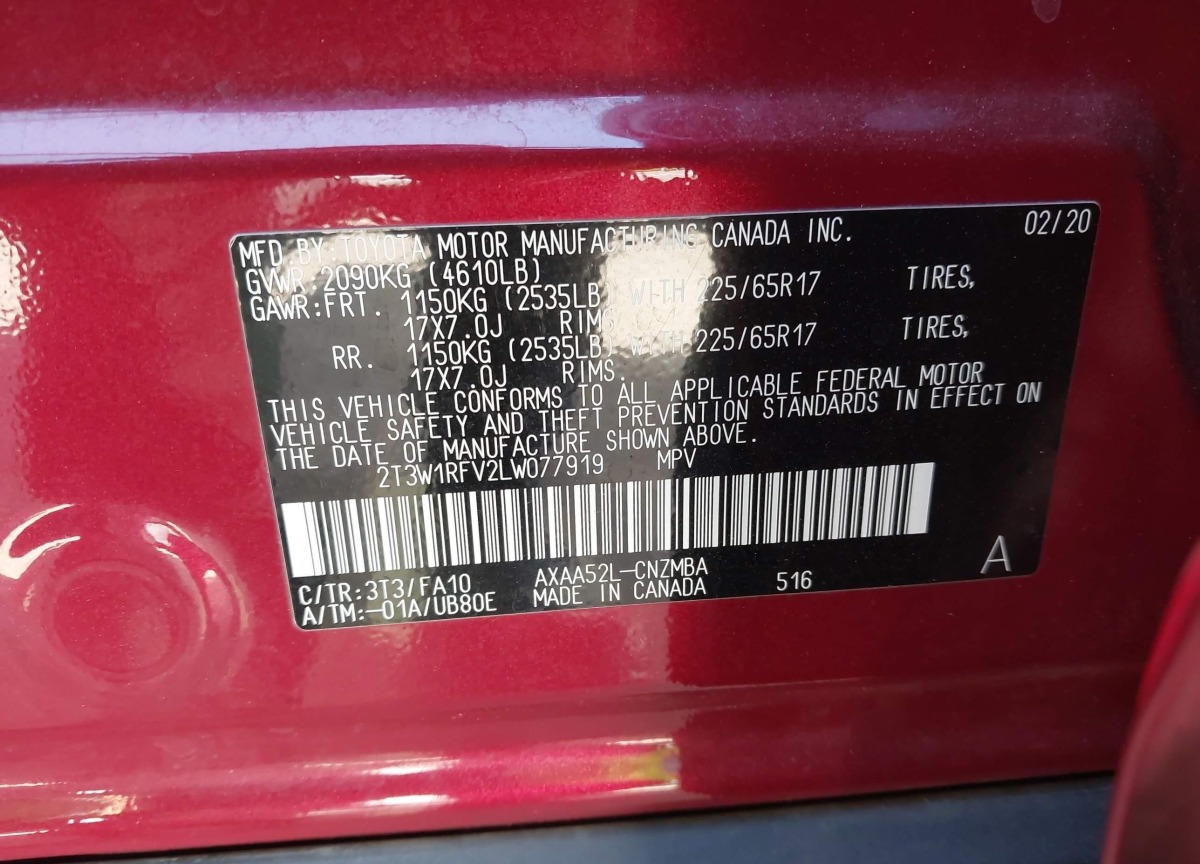 MFD BY:TOYOTA MOTOR MANUFACTURING CANADA INC. 02/20
GVWR:2090KG (4610LB)
GAWR:FRT. 1150KG (2535LB) WITH 225/65R17 TIRES,
17X7.0J RIMS.
RR. 1150KG (2535LB) WITH 225/65R17 TIRES,
17X7.0J RIMS.
THIS VEHICLE CONFORMS TO ALL APPLICABLE FEDERAL MOTOR
VEHICLE SAFETY AND THEFT PREVENTION STANDARDS IN EFFECT ON
THE DATE OF MANUFACTURE SHOWN ABOVE.
2T3W1RFV2LW077919 MPV
C/TR:3T3/FA10 AXAA52L-CNZMBA 516 A
A/TM:-01A/UB80E MADE IN CANADA